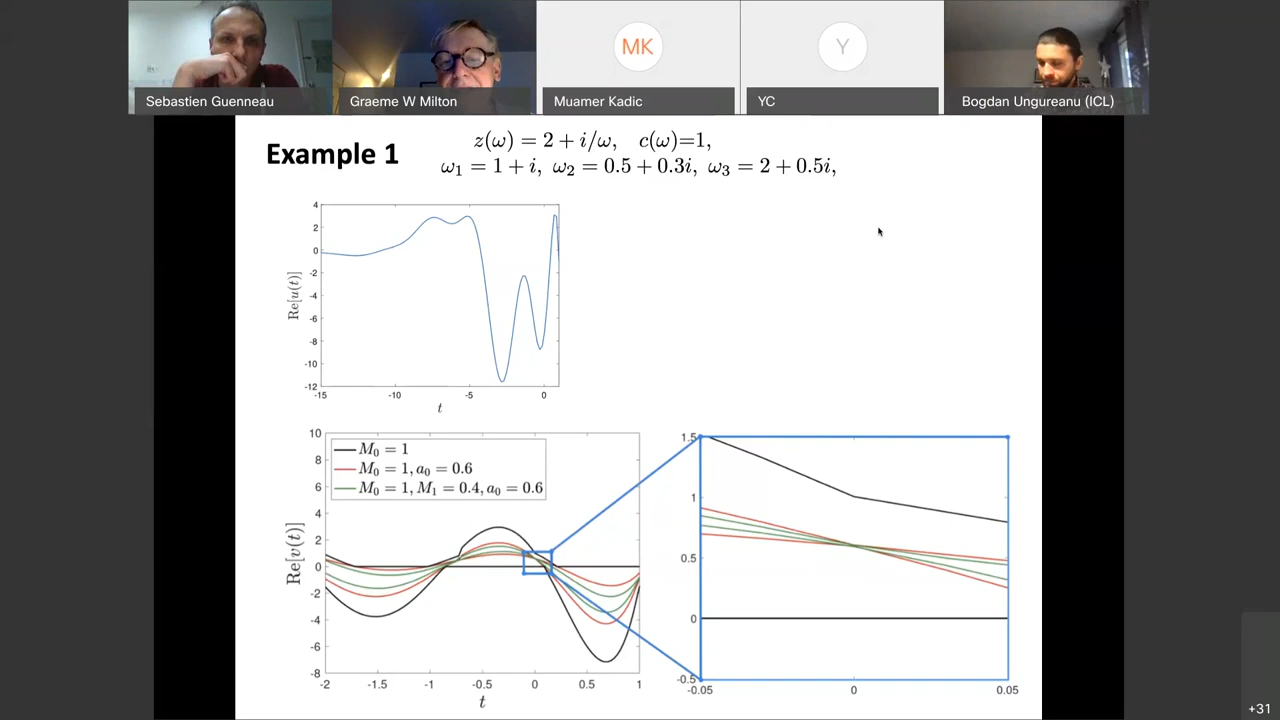 MK
Y
Sebastien Guenneau
Graeme W Milton
Muamer Kadic
YC
Bogdan Ungureanu (ICL)
Example 1
z(ω) = 2 + i/ω, c(ω)=1,
ω₁ = 1 + i, ω₂ = 0.5 + 0.3i, ω₃ = 2 + 0.5i,
4
2
0
-2
-4
-6
-8
-10
-12
Re[u(t)]
-15
-10
-5
0
t
10
8
6
4
2
0
-2
-4
-6
-8
Re[v(t)]
M₀ = 1
M₀ = 1, a₀ = 0.6
M₀ = 1, M₁ = 0.4, a₀ = 0.6
-2
-1.5
-1
-0.5
0
0.5
1
t
1.5
1
0.5
0
-0.5
-0.05
0
0.05
+31